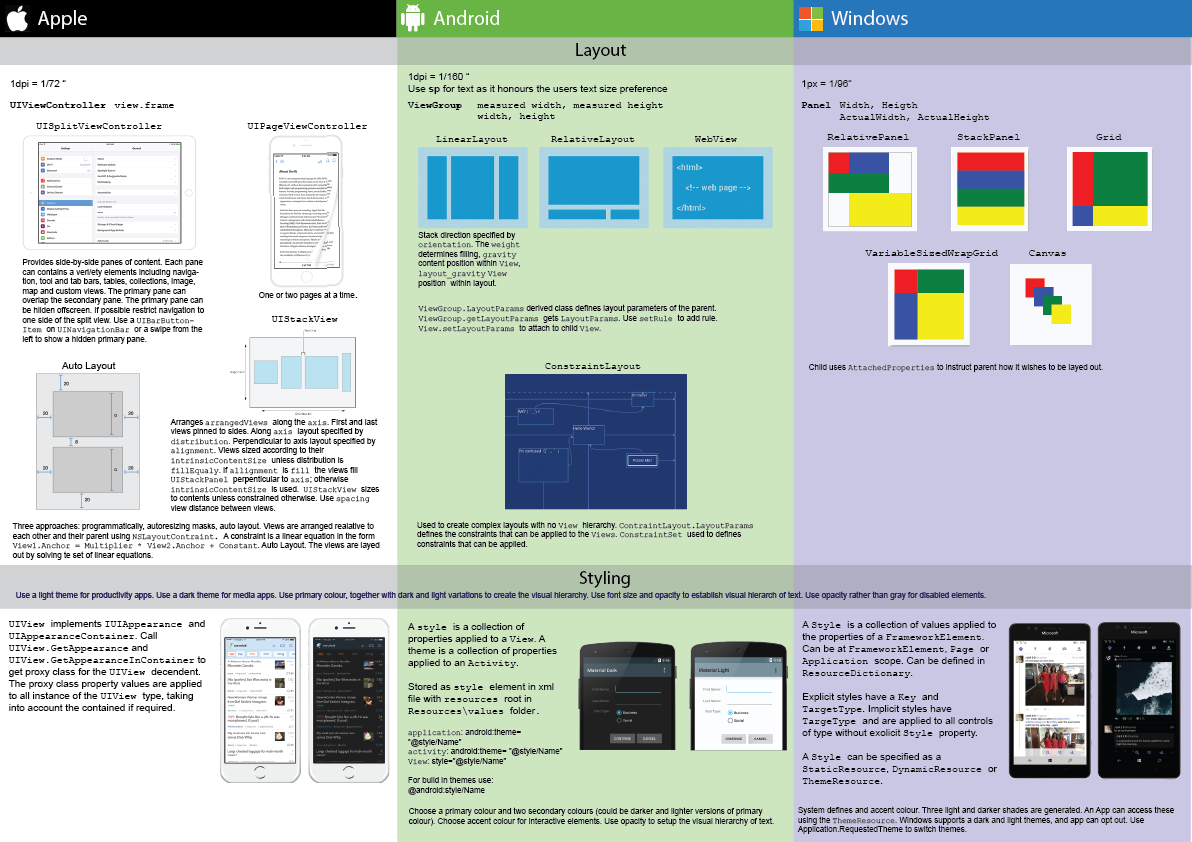 Apple
Android
Windows
Layout
1dpi = 1/72 "
UIViewController view.frame
UISplitViewController
UIPageViewController
Provides side-by-side panes of content. Each pane
can contains a veri/ety elements including naviga-
tion, tool and tab bars, tables, collections, image,
map and custom views. The primary pane can
overlap the secondary pane. The primary pane can
be hilden offscreen. If possible restrict navigation to
one side of the split view. Use a UIBarButton-
Item on UINavigationBar or a swipe from the
left to show a hidden primary pane.
One or two pages at a time.
UIStackView
Auto Layout
20
20
20
8
20
20
20
Arranges arrangedViews along the axis. First and last
views pinned to sides. Along axis layout specified by
distribution. Perpendicular to axis layout specified by
alignment. Views sized according to their
intrinsicContentSize unless distribution is
fillEqualy. If allignment is fill the views fill
UIStackPanel perpenticular to axis; otherwise
intrinsicContentSize is used. UIStackView sizes
to contents unless constrained otherwise. Use spacing
view distance between views.
Three approaches: programmatically, autoresizing masks, auto layout. Views are arranged realative to
each other and their parent using NSLayoutContraint. A constraint is a linear equation in the form
View1.Anchor = Multiplier * View2.Anchor + Constant. Auto Layout. The views are layed
out by solving te set of linear equations.
1dpi = 1/160 "
Use sp for text as it honours the users text size preference
ViewGroup measured width, measured height
width, height
LinearLayout
RelativeLayout
WebView
<html>
<!-- web page -->
</html>
Stack direction specified by
orientation. The weight
determines filling, gravity
content position within View,
layout_gravity View
position within layout.
ViewGroup.LayoutParams derived class defines layout parameters of the parent.
ViewGroup.getLayoutParams gets LayoutParams. Use setRule to add rule.
View.setLayoutParams to attach to child View.
ConstraintLayout
Hello World!
Used to create complex layouts with no View hierarchy. ContraintLayout.LayoutParams
defines the constraints that can be applied to the Views. ConstraintSet used to defines
constraints that can be applied.
1px = 1/96"
Panel Width, Heigth
ActualWidth, ActualHeight
RelativePanel
StackPanel
Grid
VariableSizedWrapGrid
Canvas
Child uses AttachedProperties to instruct parent how it wishes to be layed out.
Styling
Use a light theme for productivity apps. Use a dark theme for media apps. Use primary colour, together with dark and light variations to create the visual hierarchy. Use font size and opacity to establish visual hierarch of text. Use opacity rather than gray for disabled elements.
UIView implements IUIAppearance and
UIAppearanceContainer. Call
UIView.GetAppearance and
UIView.GetAppearanceInContainer to
get proxy class for the UIView decendent.
The proxy class property values are applied
to all instance of the UIView type, taking
into account the contained if required.
A style is a collection of
properties applied to a View. A
theme is a collection of properties
applied to an Activity.
Stored as style element in xml
file with resources root in
Resources\values folder.
application: android:theme=
"@style/Name"
activity: android:theme= "@style/Name"
View: style="@style/Name"
For build in themes use:
@android:style/Name
Material Dark
Business
Social
CONTINUE
CANCEL
Material Light
Business
Social
CONTINUE
CANCEL
Choose a primary colour and two secondary colours (could be darker and lighter versions of primary
colour). Choose accent colour for interactive elements. Use opacity to setup the visual hierarchy of text.
A Style is a collection of values applied to
the properties of a FrameworkElement.
Can be at FrameworkElement, Page or
Application scope. Can be defined in
ResourceDictionary.
Explicit styles have a Key and
TargetType. Implicit styles have
TargeType and are applied to all controls
of type without exolicit Style property.
A Style can be specified as a
StaticResource, DynamicResource or
ThemeResource.
Microsoft
Microsoft
System defines and accent colour. Three light and darker shades are generated. An App can access these
using the ThemeResource. Windows supports a dark and light themes, and app can opt out. Use
Application.RequestedTheme to switch themes.